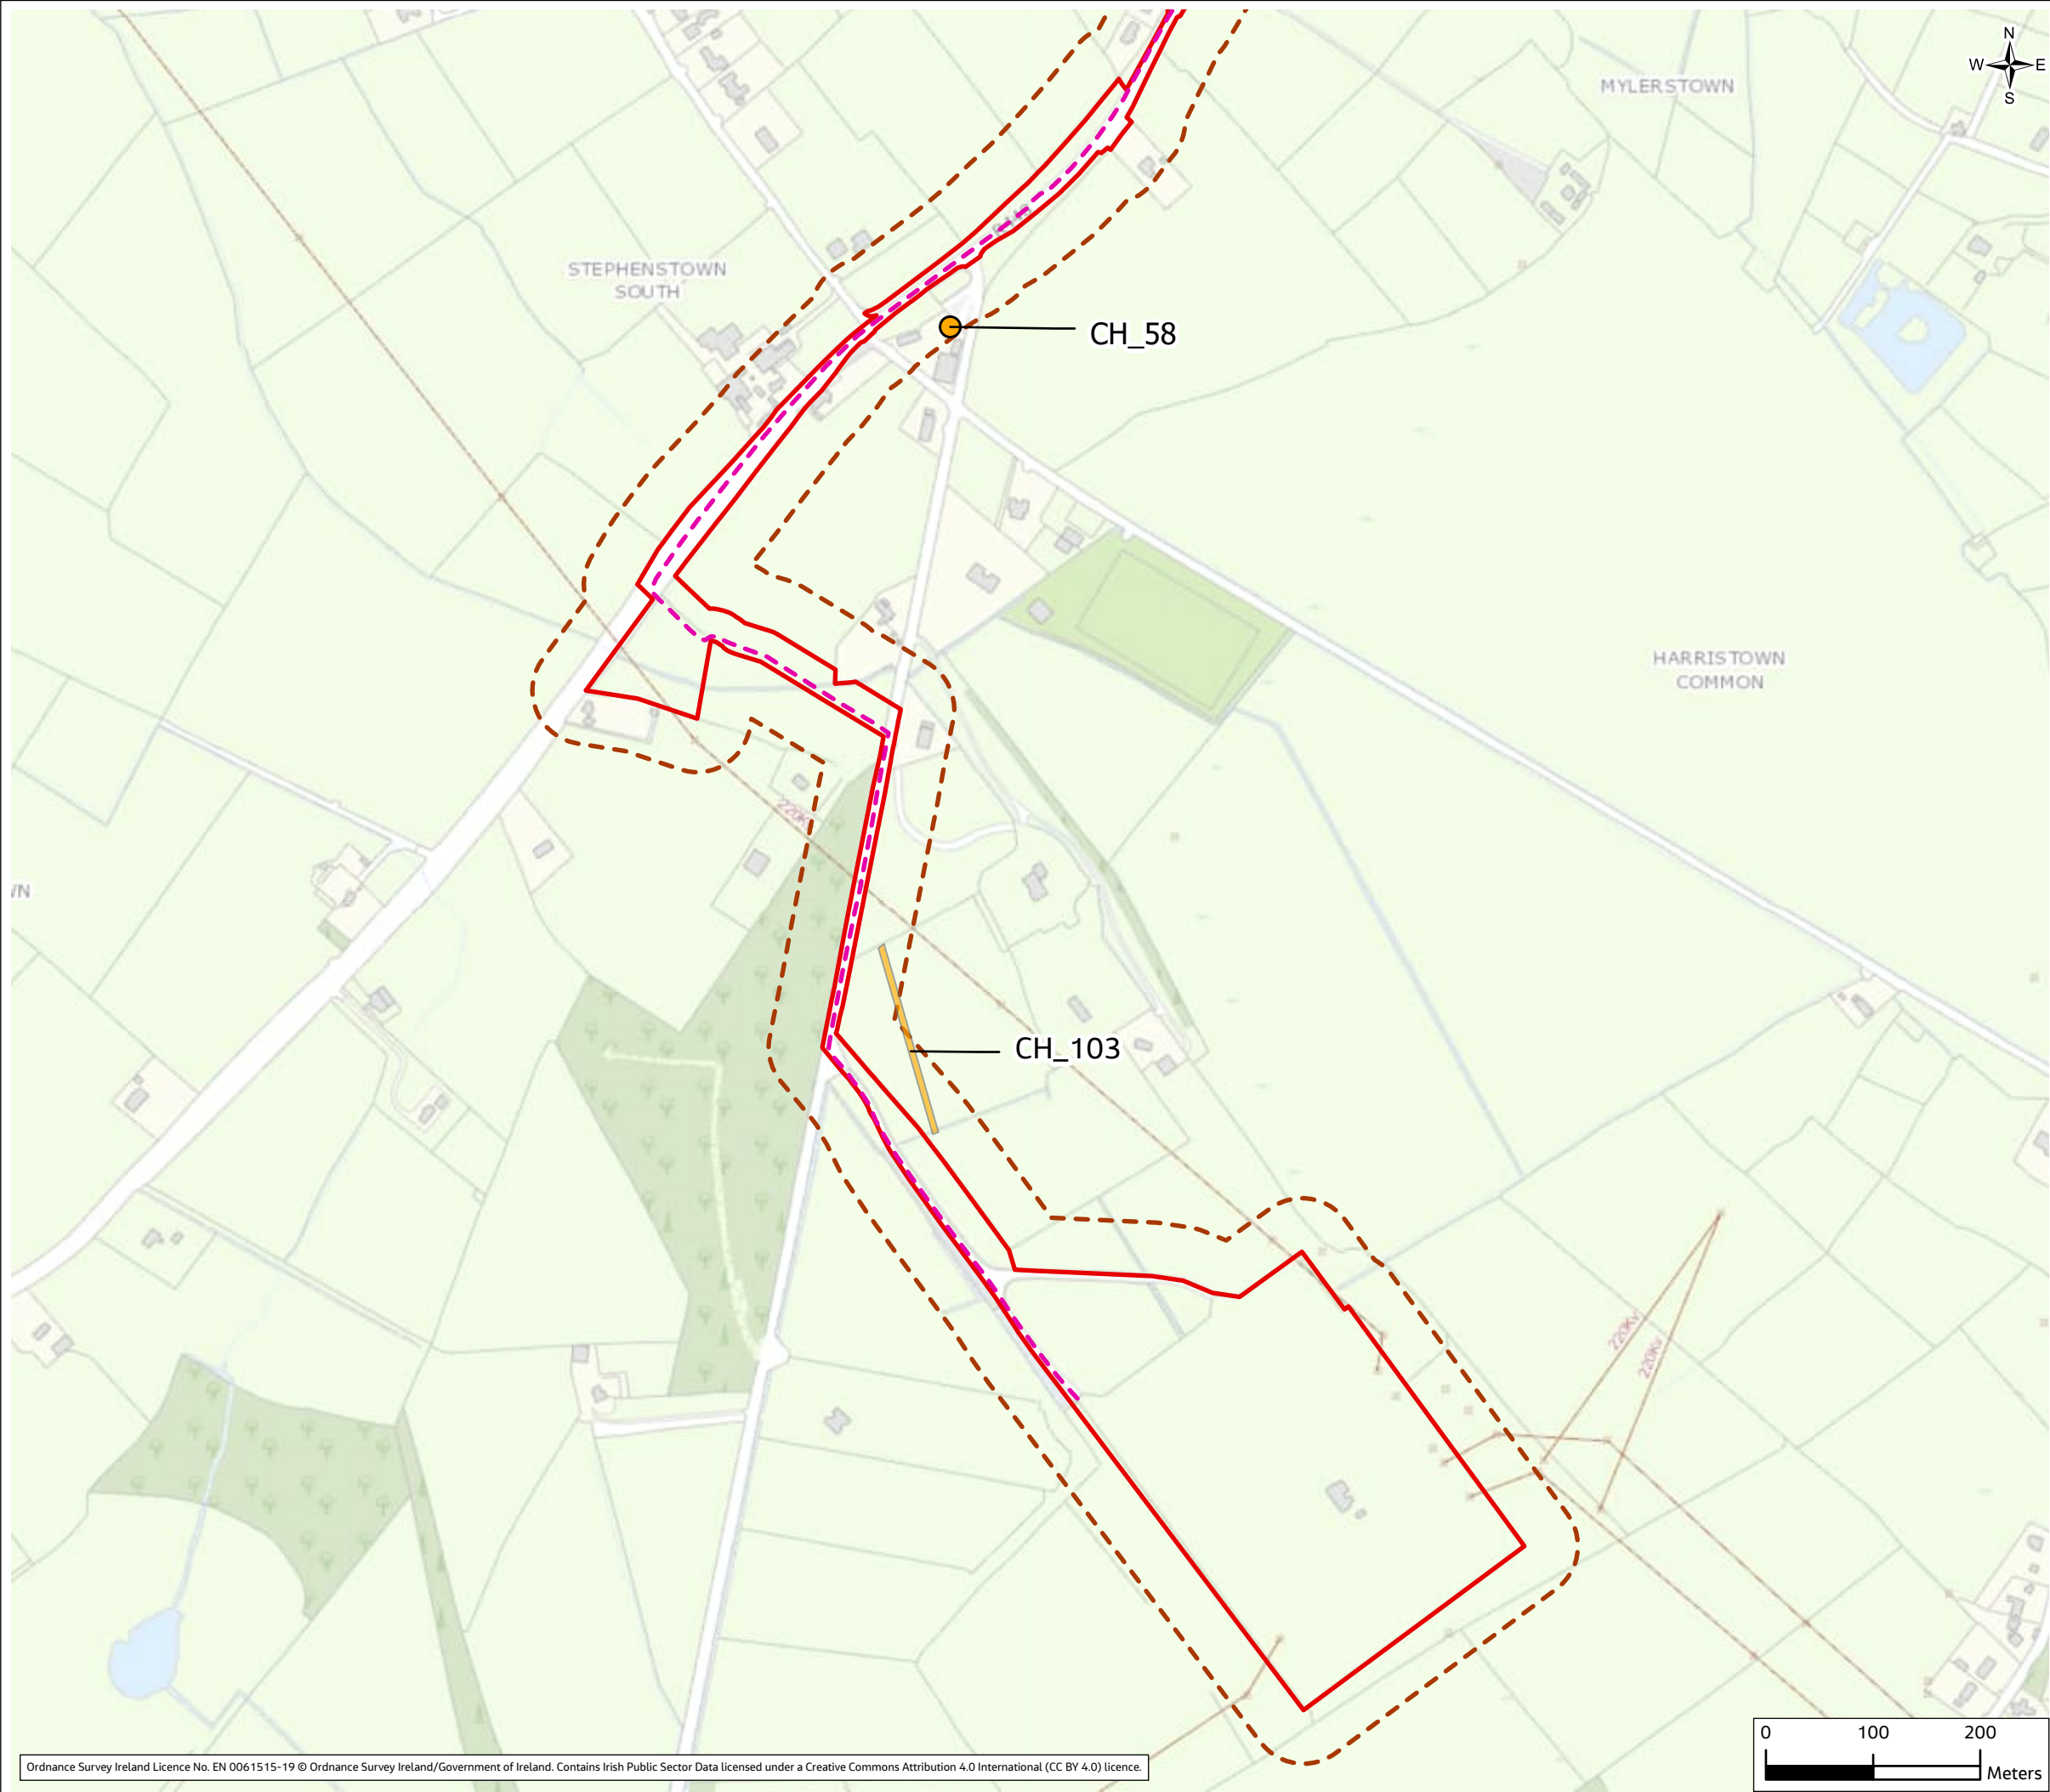 N
W E
S
MYLERSTOWN
STEPHENSTOWN
SOUTH
CH_58
HARRISTOWN
COMMON
220K
VN
CH_103
220Kv
220Kv
0 100 200
Meters
Ordnance Survey Ireland Licence No. EN 0061515-19 © Ordnance Survey Ireland/Government of Ireland. Contains Irish Public Sector Data licensed under a Creative Commons Attribution 4.0 International (CC BY 4.0) licence.